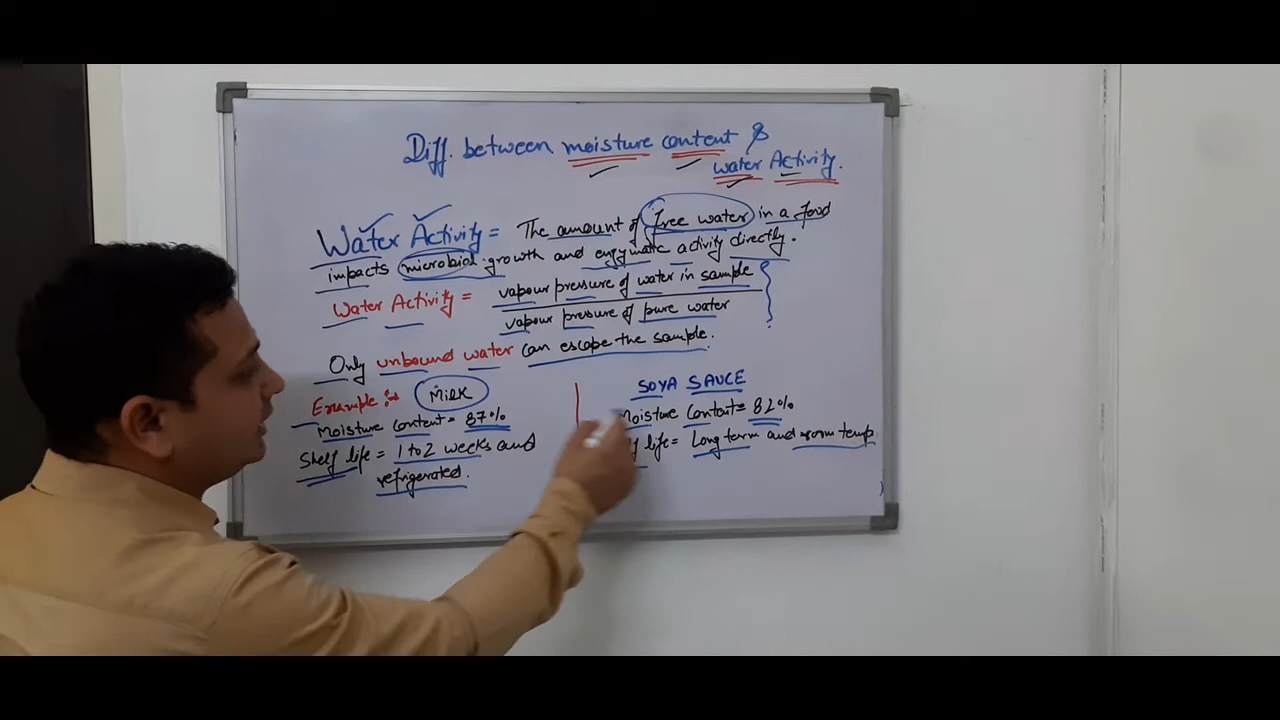 Diff. between moisture content &
water Activity.
Water Activity = The amount of free water in a food
impacts microbial growth and enzymatic activity directly.
Water Activity = vapour pressure of water in sample
vapour pressure of pure water
Only unbound water can escape the sample.
Example :→ Milk
Moisture content = 87%
Shelf life = 1 to 2 weeks and
refrigerated.
SOYA SAUCE
Moisture Content = 82%
life = Long term and room temp